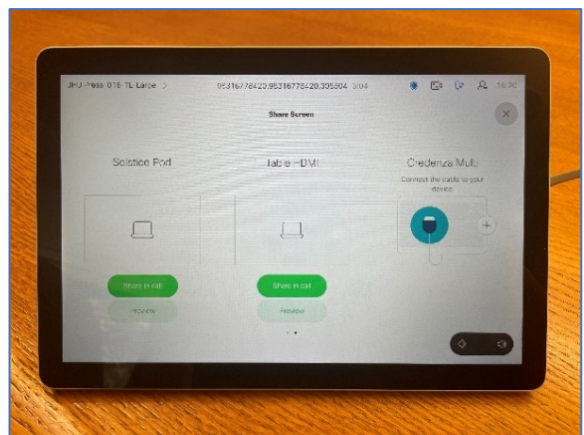 Share Screen
Solstice Pod
Table HDMI
Credenza Multi
Connect the cable to your
device
Share in call
Share in call
Preview
Preview